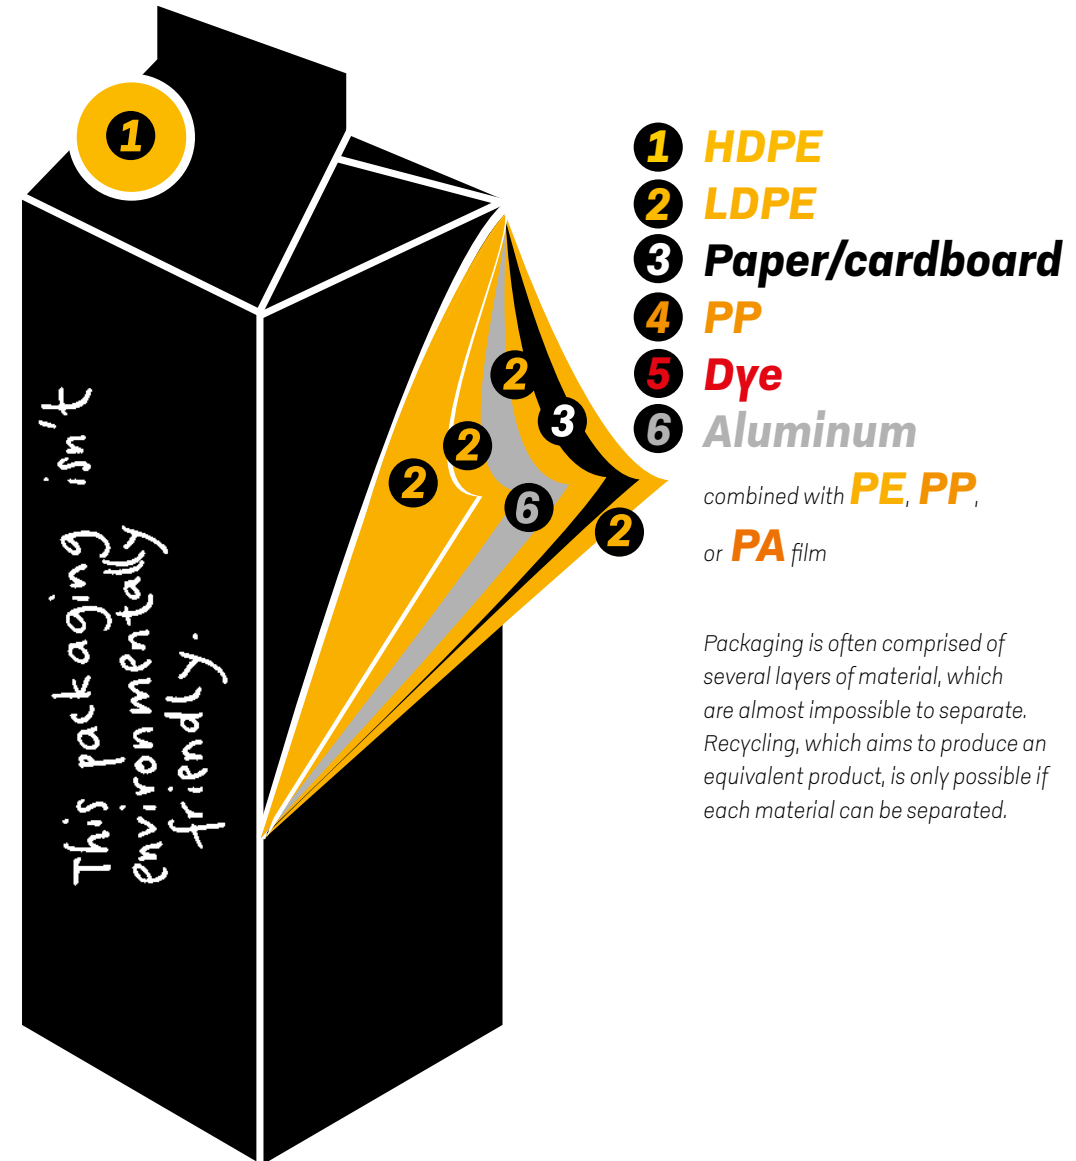 1
1 HDPE
2 LDPE
3 Paper/cardboard
4 PP
5 Dye
6 Aluminum
combined with PE, PP,
or PA film
2
3
2
2
6
2
This packaging isn't
environmentally
friendly.
Packaging is often comprised of
several layers of material, which
are almost impossible to separate.
Recycling, which aims to produce an
equivalent product, is only possible if
each material can be separated.